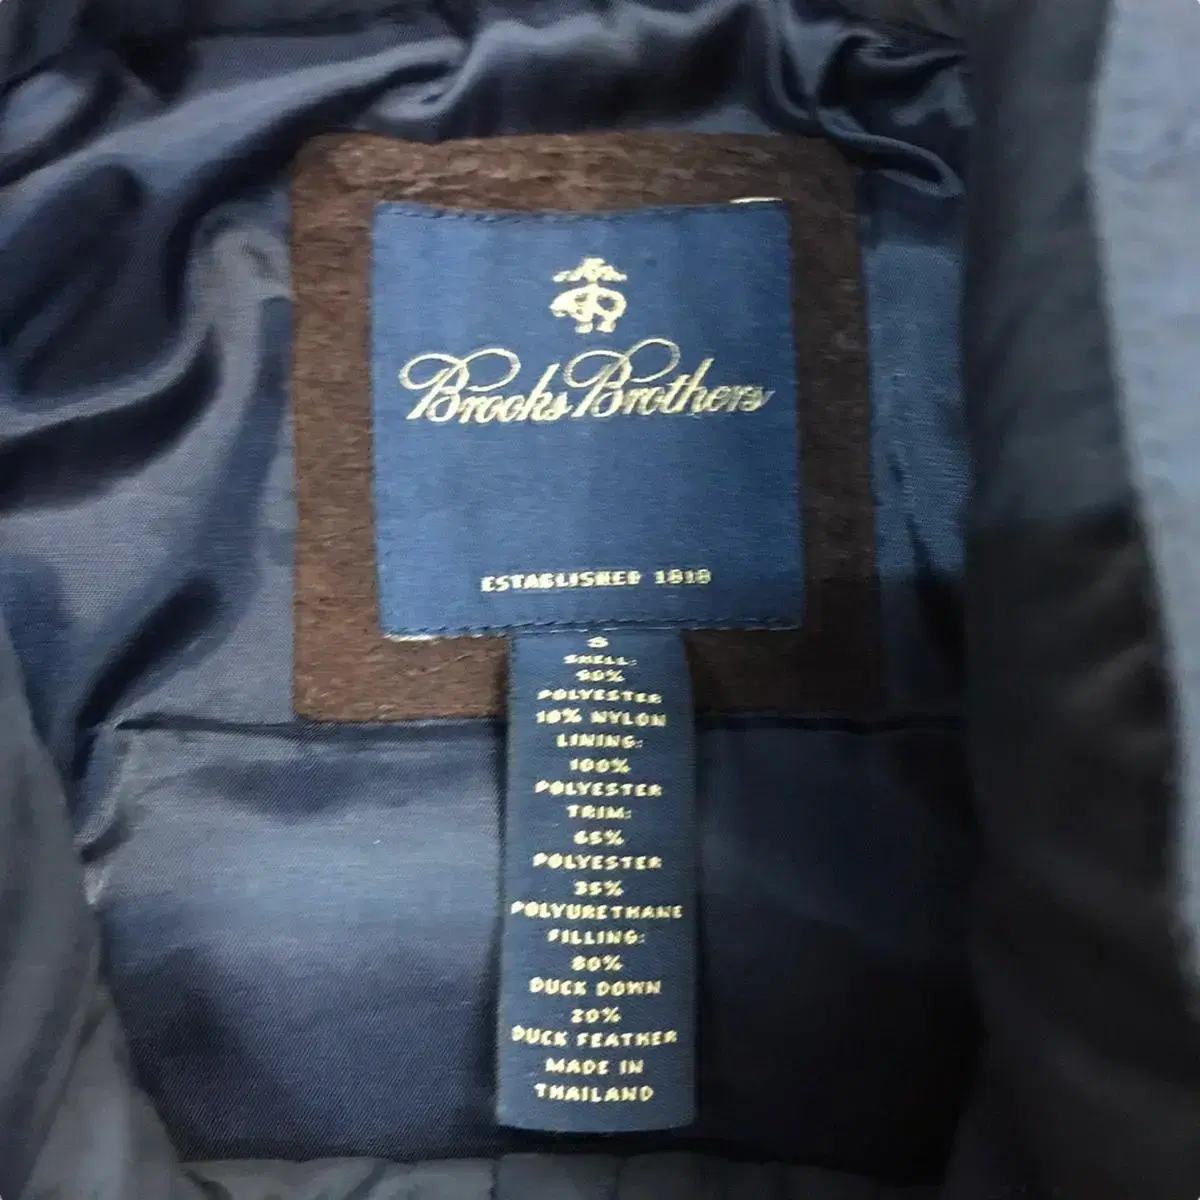 Brooks Brothers
ESTABLISHED 1818
S
SHELL:
90%
POLYESTER
10% NYLON
LINING:
100%
POLYESTER
TRIM:
65%
POLYESTER
35%
POLYURETHANE
FILLING:
80%
DUCK DOWN
20%
DUCK FEATHER
MADE IN
THAILAND